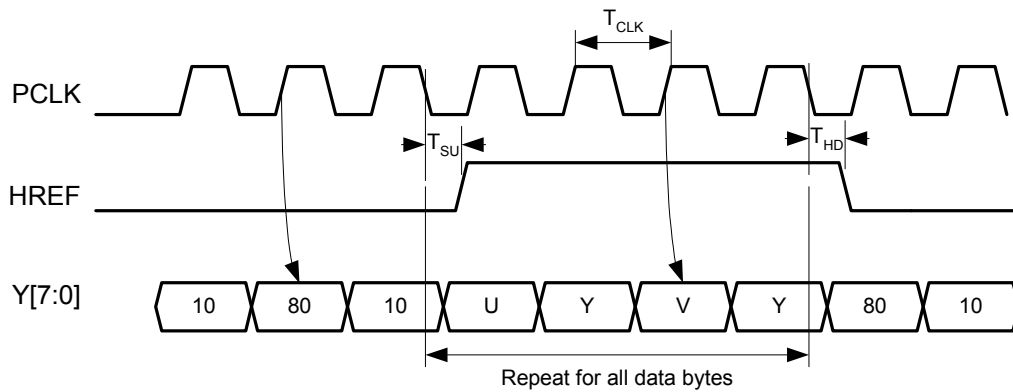 T_CLK
PCLK
T_SU
T_HD
HREF
Y[7:0]
10 80 10 U Y V Y 80 10
Repeat for all data bytes